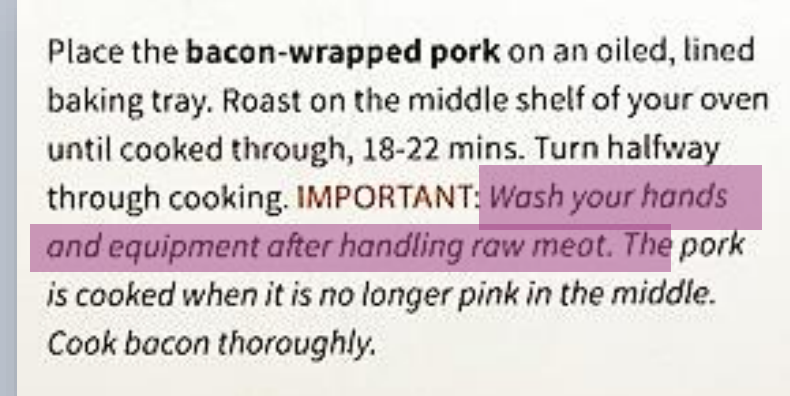 Place the bacon-wrapped pork on an oiled, lined
baking tray. Roast on the middle shelf of your oven
until cooked through, 18-22 mins. Turn halfway
through cooking. IMPORTANT: Wash your hands
and equipment after handling raw meat. The pork
is cooked when it is no longer pink in the middle.
Cook bacon thoroughly.